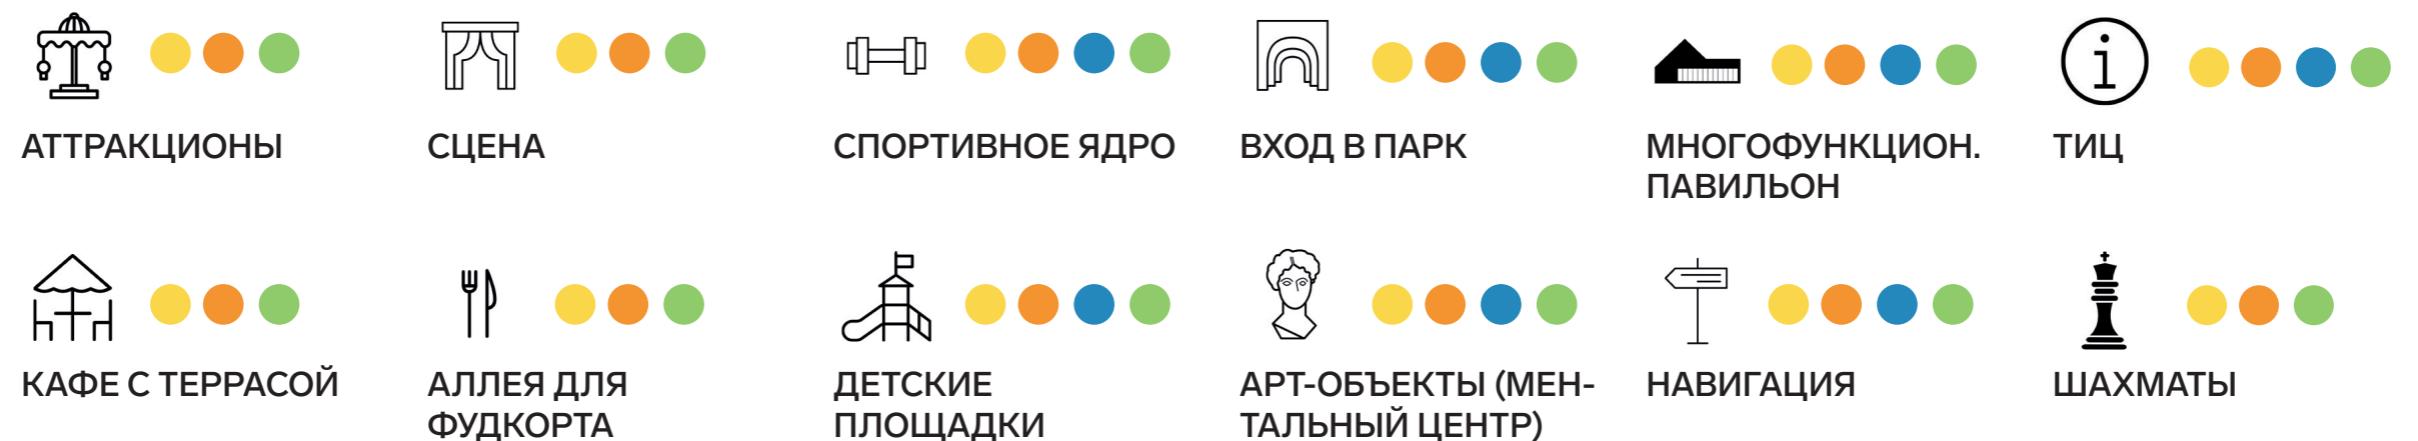 АТТРАКЦИОНЫ
СЦЕНА
СПОРТИВНОЕ ЯДРО
ВХОД В ПАРК
МНОГОФУНКЦИОН.
ПАВИЛЬОН
i
ТИЦ
КАФЕ С ТЕРРАСОЙ
АЛЛЕЯ ДЛЯ
ФУДКОРТА
ДЕТСКИЕ
ПЛОЩАДКИ
АРТ-ОБЪЕКТЫ (МЕН-
ТАЛЬНЫЙ ЦЕНТР)
НАВИГАЦИЯ
ШАХМАТЫ